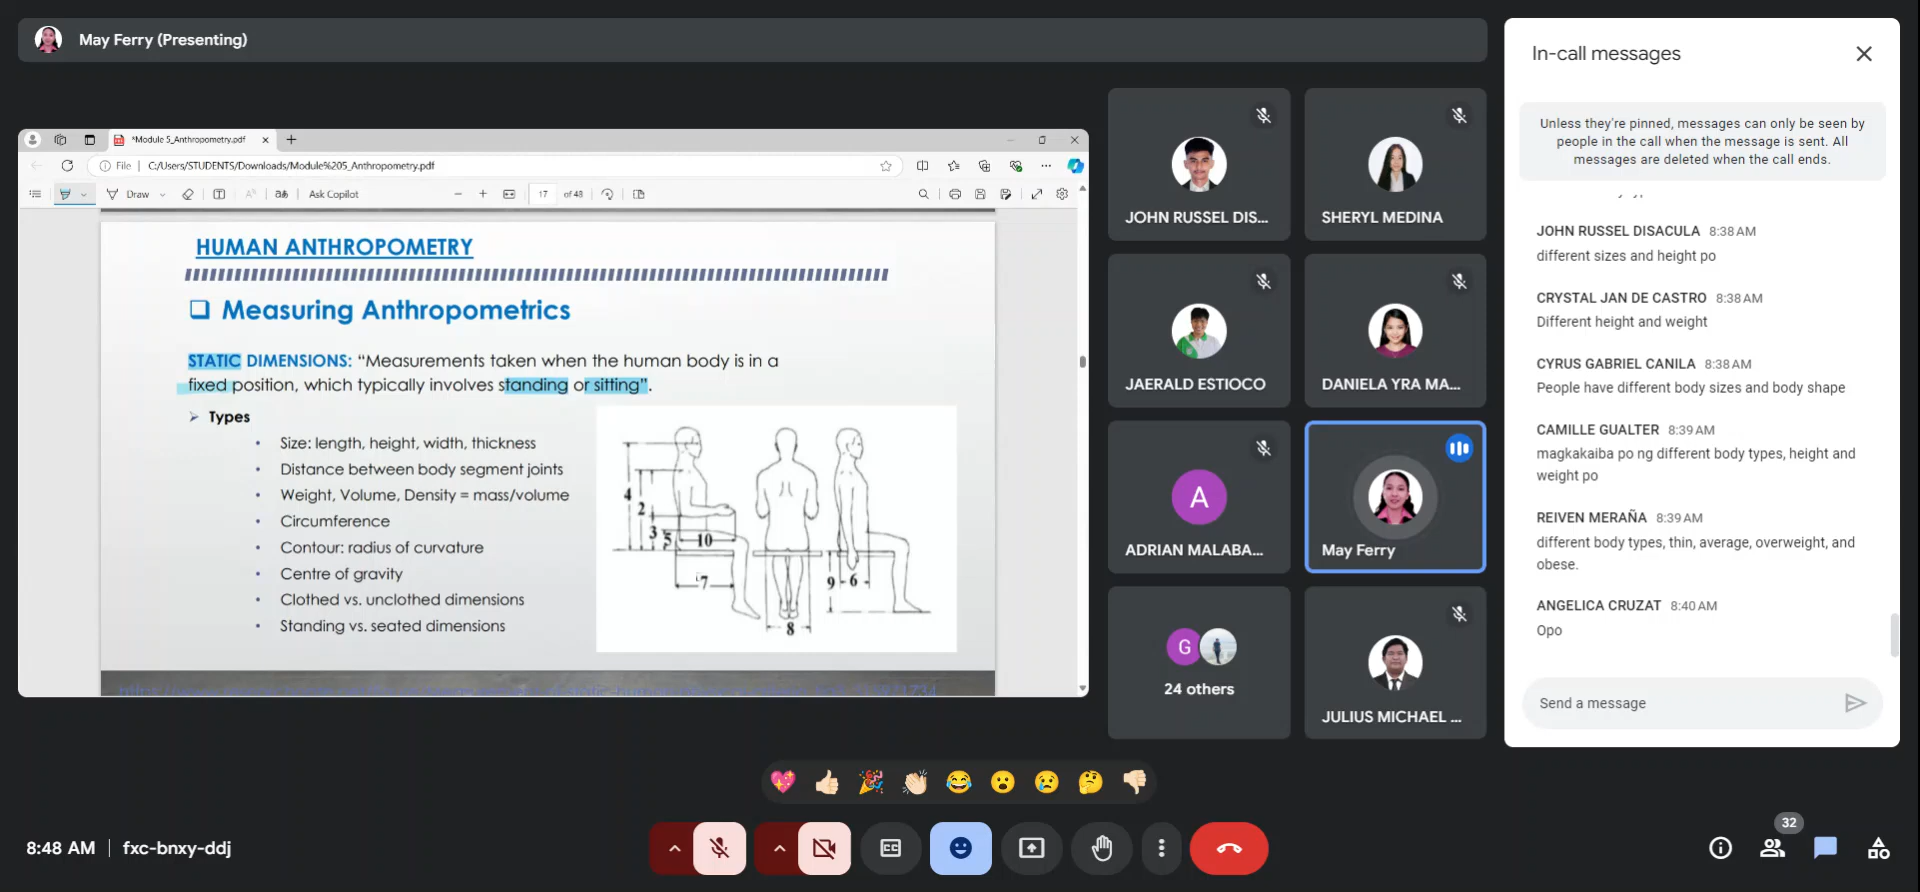 May Ferry (Presenting)
*Module 5_Anthropometry.pdf
File | C:/Users/STUDENTS/Downloads/Module%205_Anthropometry.pdf
Draw
Ask Copilot
17 of 48
HUMAN ANTHROPOMETRY
Measuring Anthropometrics
STATIC DIMENSIONS: “Measurements taken when the human body is in a
fixed position, which typically involves standing or sitting”.
Types
Size: length, height, width, thickness
Distance between body segment joints
Weight, Volume, Density = mass/volume
Circumference
Contour: radius of curvature
Centre of gravity
Clothed vs. unclothed dimensions
Standing vs. seated dimensions
4
2
3
5
10
7
8
9
6
JOHN RUSSEL DIS...
SHERYL MEDINA
JAERALD ESTIOCO
DANIELA YRA MA...
A
ADRIAN MALABA...
May Ferry
G
24 others
JULIUS MICHAEL ...
In-call messages
Unless they're pinned, messages can only be seen by
people in the call when the message is sent. All
messages are deleted when the call ends.
JOHN RUSSEL DISACULA 8:38 AM
different sizes and height po
CRYSTAL JAN DE CASTRO 8:38 AM
Different height and weight
CYRUS GABRIEL CANILA 8:38 AM
People have different body sizes and body shape
CAMILLE GUALTER 8:39 AM
magkakaiba po ng different body types, height and
weight po
REIVEN MERAÑA 8:39 AM
different body types, thin, average, overweight, and
obese.
ANGELICA CRUZAT 8:40 AM
Opo
Send a message
8:48 AM | fxc-bnxy-ddj
32